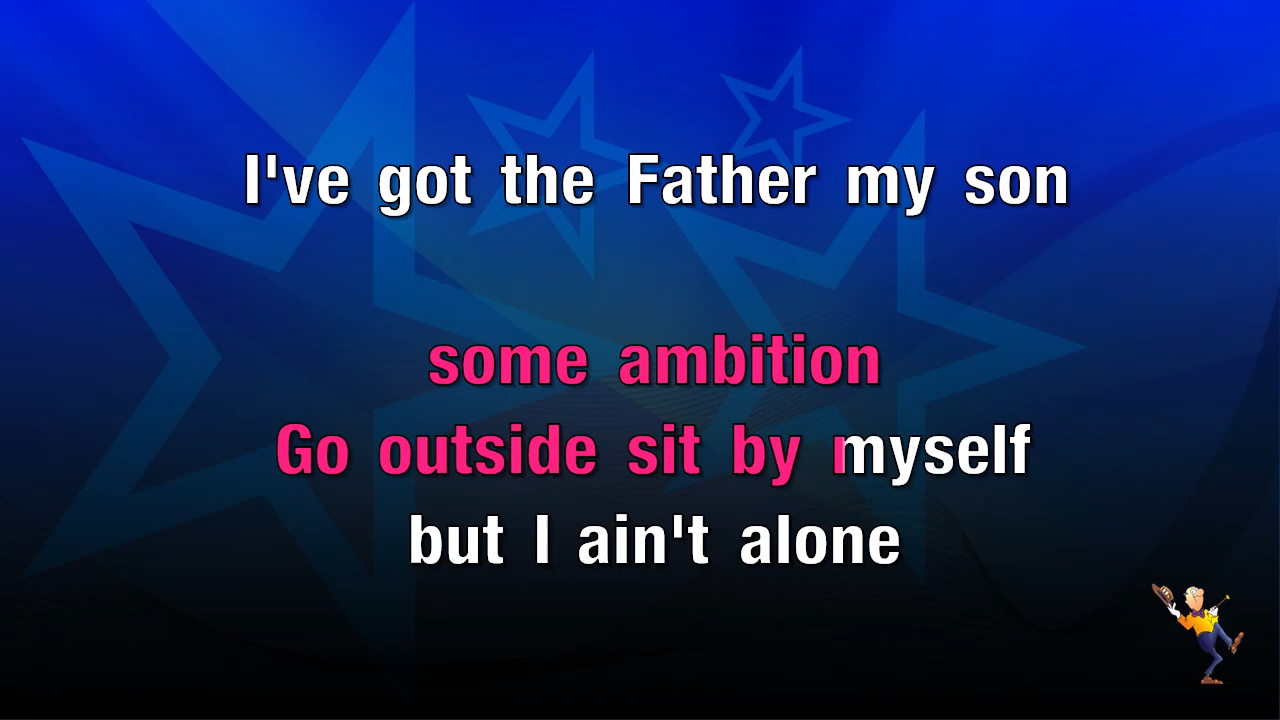 I've got the Father my son
some ambition
Go outside sit by myself
but I ain't alone